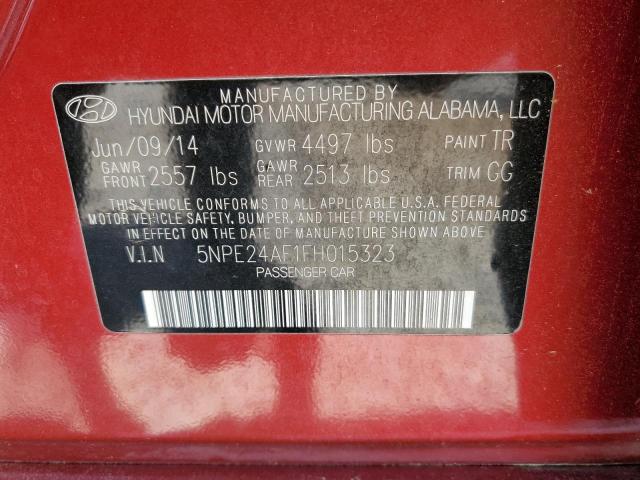 MANUFACTURED BY
HYUNDAI MOTOR MANUFACTURING ALABAMA, LLC
Jun/09/14 GVWR 4497 lbs PAINT TR
GAWR FRONT 2557 lbs GAWR REAR 2513 lbs TRIM GG
THIS VEHICLE CONFORMS TO ALL APPLICABLE U.S.A. FEDERAL
MOTOR VEHICLE SAFETY, BUMPER, AND THEFT PREVENTION STANDARDS
IN EFFECT ON THE DATE OF MANUFACTURE SHOWN ABOVE.
V.I.N 5NPE24AF1FH015323
PASSENGER CAR